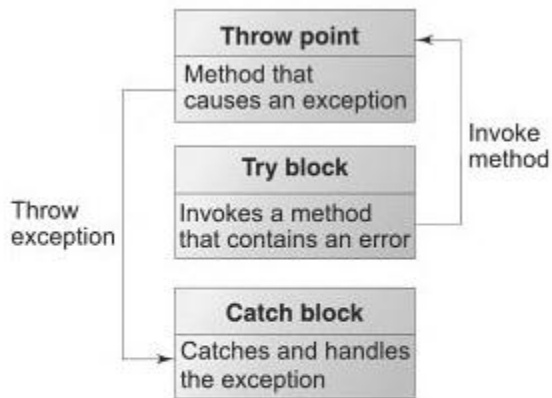 Throw point
Method that
causes an exception
Invoke
method
Try block
Invokes a method
that contains an error
Throw
exception
Catch block
Catches and handles
the exception